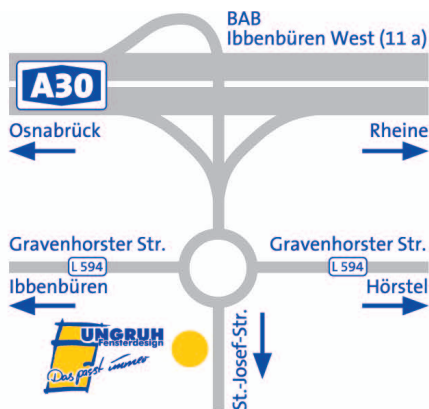 BAB
Ibbenbüren West (11 a)
A30
Osnabrück
Rheine
Gravenhorster Str.
Gravenhorster Str.
L 594
L 594
Ibbenbüren
Hörstel
UNGRUH
Fensterdesign
Das passt immer
St.-Josef-Str.